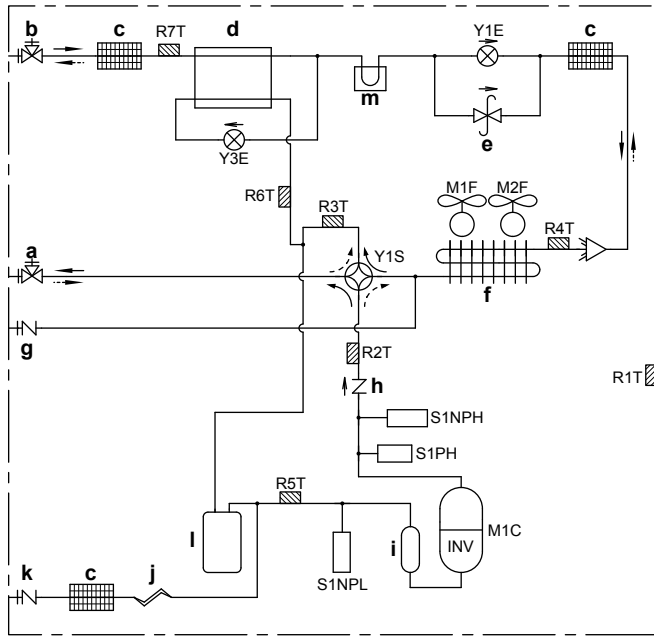 b
c
R7T
d
Y1E
c
m
e
Y3E
M1F
M2F
R6T
R3T
R4T
a
Y1S
f
g
R2T
R1T
h
S1NPH
S1PH
R5T
l
i
M1C
INV
k
c
j
S1NPL